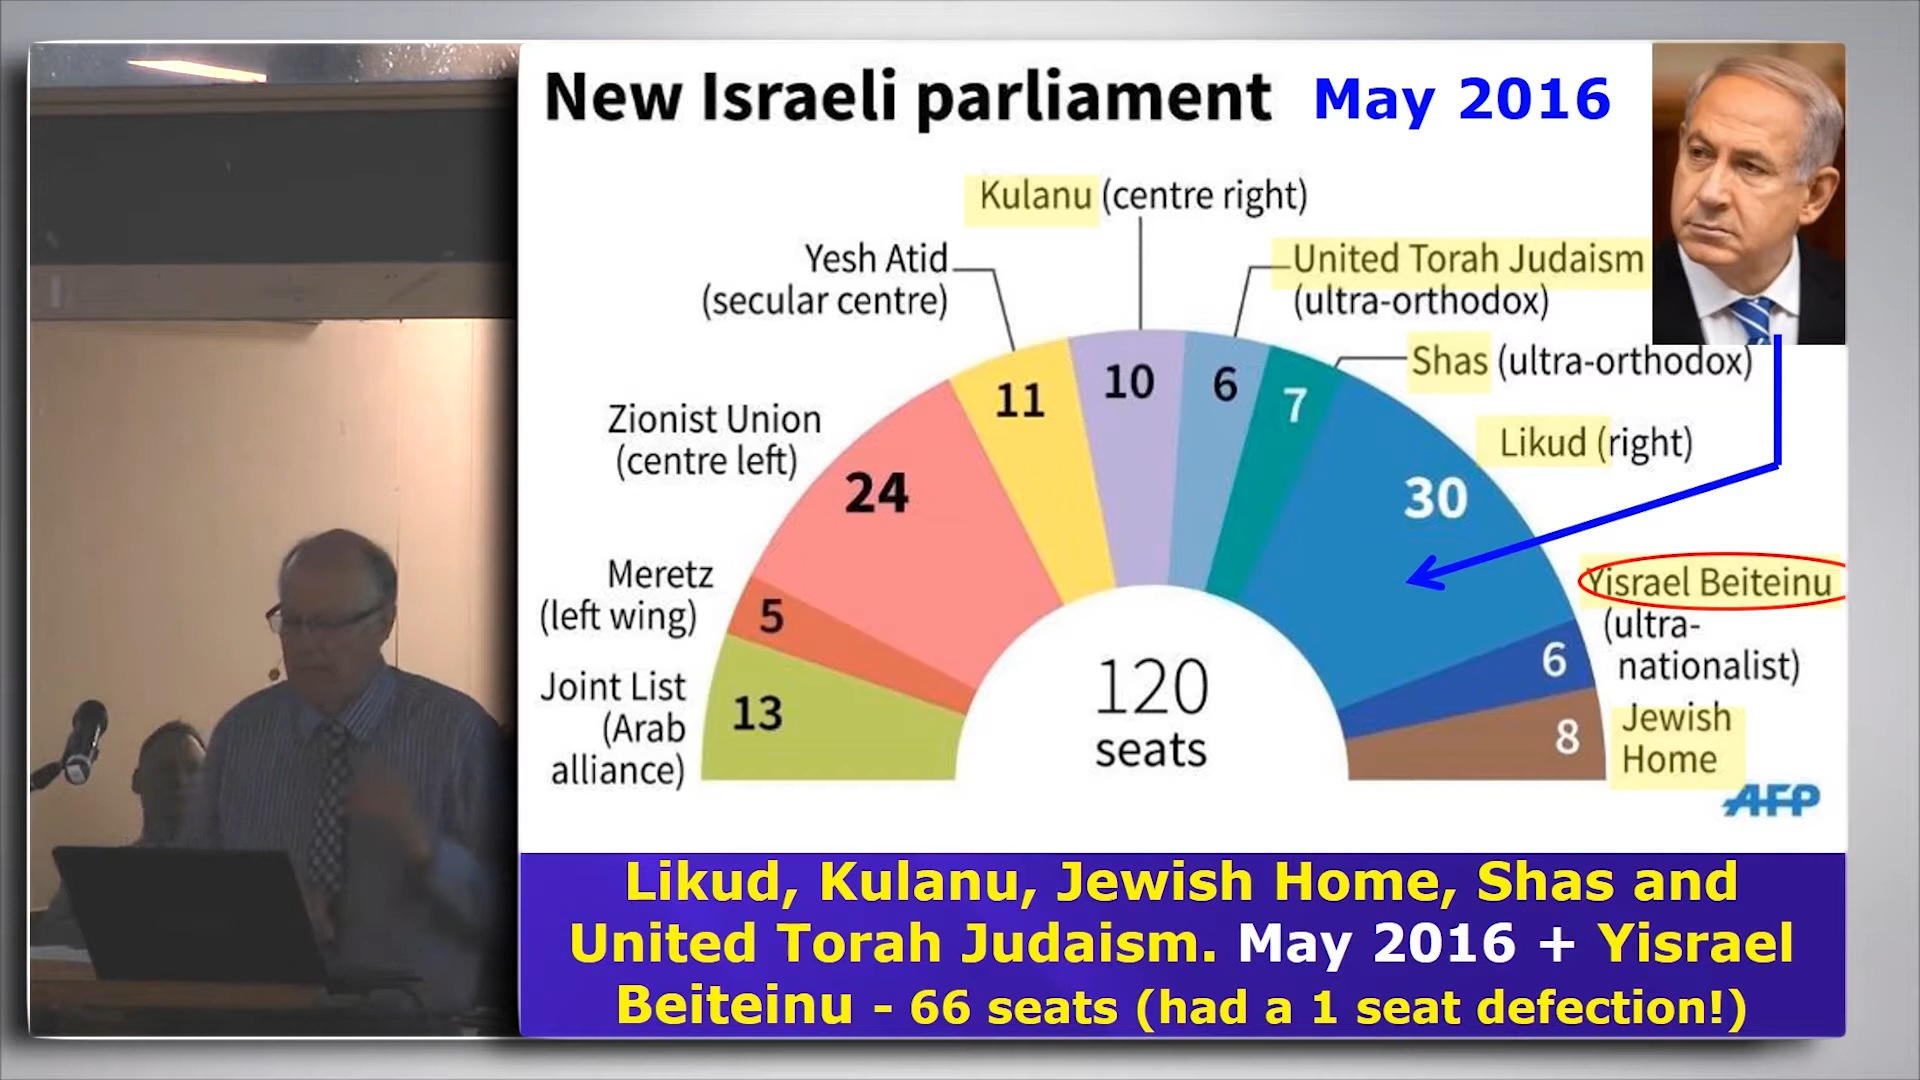 New Israeli parliament May 2016
Kulanu (centre right)
Yesh Atid
(secular centre)
United Torah Judaism
(ultra-orthodox)
Shas (ultra-orthodox)
Likud (right)
Zionist Union
(centre left)
Meretz
(left wing)
Joint List
(Arab
alliance)
Yisrael Beiteinu
(ultra-
nationalist)
Jewish
Home
13
5
24
11
10
6
7
30
6
8
120
seats
AFP
Likud, Kulanu, Jewish Home, Shas and
United Torah Judaism. May 2016 + Yisrael
Beiteinu - 66 seats (had a 1 seat defection!)